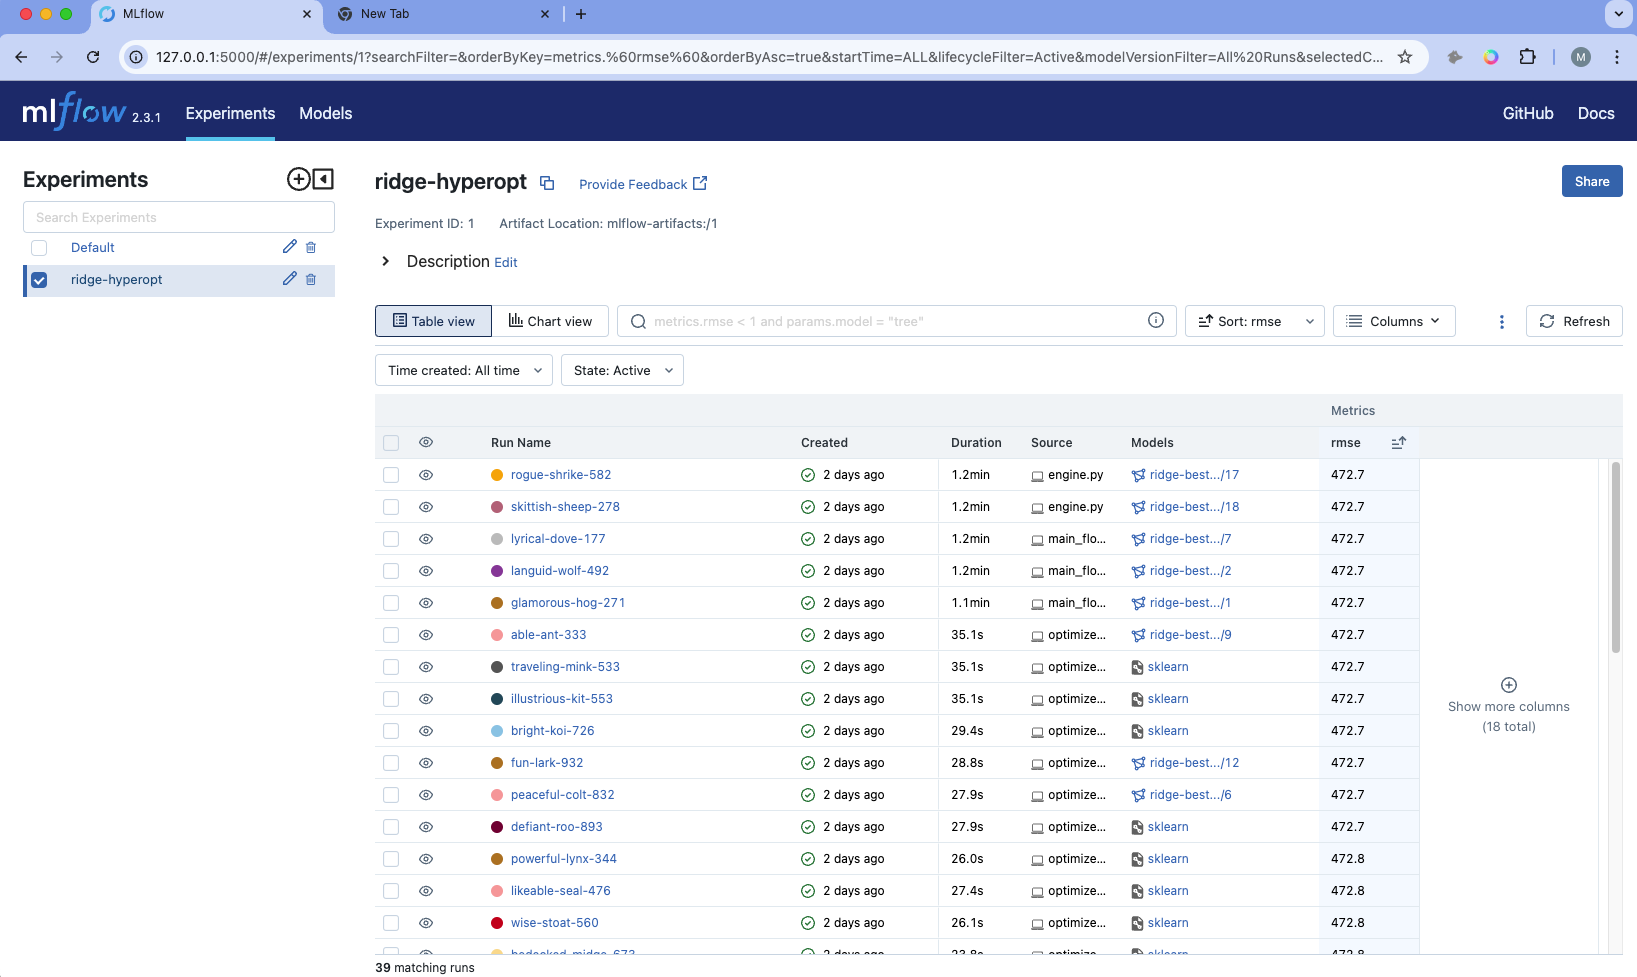 MLflow
New Tab
127.0.0.1:5000/#/experiments/1?searchFilter=&orderByKey=metrics.%60rmse%60&orderByAsc=true&startTime=ALL&lifecycleFilter=Active&modelVersionFilter=All%20Runs&selectedC...
M
mlflow 2.3.1 Experiments Models GitHub Docs
Experiments
Search Experiments
Default
ridge-hyperopt
ridge-hyperopt Provide Feedback
Share
Experiment ID: 1 Artifact Location: mlflow-artifacts:/1
Description Edit
Table view Chart view metrics.rmse < 1 and params.model = "tree" Sort: rmse Columns Refresh
Time created: All time State: Active
Metrics
Run Name Created Duration Source Models rmse
rogue-shrike-582 2 days ago 1.2min engine.py ridge-best.../17 472.7
skittish-sheep-278 2 days ago 1.2min engine.py ridge-best.../18 472.7
lyrical-dove-177 2 days ago 1.2min main_flo... ridge-best.../7 472.7
languid-wolf-492 2 days ago 1.2min main_flo... ridge-best.../2 472.7
glamorous-hog-271 2 days ago 1.1min main_flo... ridge-best.../1 472.7
able-ant-333 2 days ago 35.1s optimize... ridge-best.../9 472.7
traveling-mink-533 2 days ago 35.1s optimize... sklearn 472.7
illustrious-kit-553 2 days ago 35.1s optimize... sklearn 472.7
bright-koi-726 2 days ago 29.4s optimize... sklearn 472.7
fun-lark-932 2 days ago 28.8s optimize... ridge-best.../12 472.7
peaceful-colt-832 2 days ago 27.9s optimize... ridge-best.../6 472.7
defiant-roo-893 2 days ago 27.9s optimize... sklearn 472.7
powerful-lynx-344 2 days ago 26.0s optimize... sklearn 472.8
likeable-seal-476 2 days ago 27.4s optimize... sklearn 472.8
wise-stoat-560 2 days ago 26.1s optimize... sklearn 472.8
Show more columns
(18 total)
39 matching runs